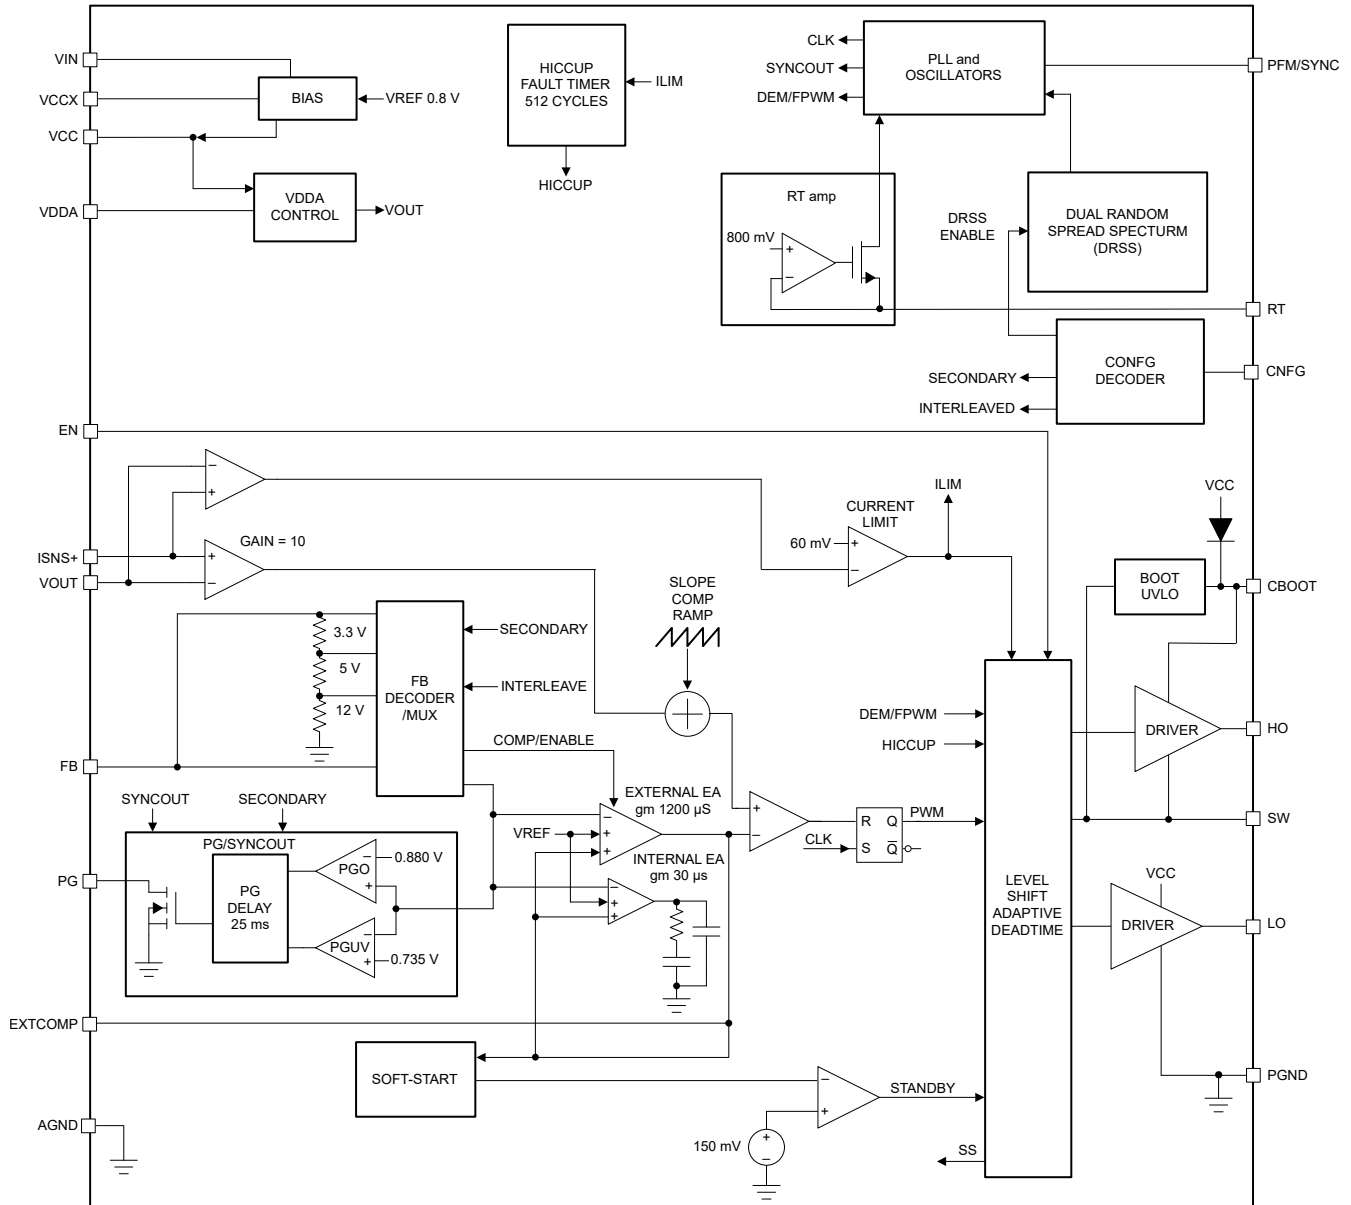 VIN
VCCX
VCC
VDDA
BIAS
VREF 0.8 V
VDDA
CONTROL
VOUT
HICCUP
FAULT TIMER
512 CYCLES
ILIM
HICCUP
CLK
SYNCOUT
DEM/FPWM
PLL and
OSCILLATORS
PFM/SYNC
RT amp
800 mV
+
−
DRSS
ENABLE
DUAL RANDOM
SPREAD SPECTURM
(DRSS)
RT
CONFG
DECODER
CNFG
SECONDARY
INTERLEAVED
EN
−
+
ISNS+
VOUT
GAIN = 10
+
−
CURRENT
LIMIT
60 mV
+
−
ILIM
VCC
BOOT
UVLO
CBOOT
SLOPE
COMP
RAMP
3.3 V
5 V
12 V
FB
DECODER
/MUX
SECONDARY
INTERLEAVE
COMP/ENABLE
FB
DEM/FPWM
HICCUP
DRIVER
HO
SYNCOUT
SECONDARY
PG/SYNCOUT
PG
PG
DELAY
25 ms
PGO
−
+
0.880 V
PGUV
−
+
0.735 V
EXTERNAL EA
gm 1200 µS
VREF
−
+
+
INTERNAL EA
gm 30 µs
−
+
+
+
−
R
Q
S
Q
CLK
PWM
SW
LEVEL
SHIFT
ADAPTIVE
DEADTIME
VCC
DRIVER
LO
EXTCOMP
SOFT-START
−
+
STANDBY
150 mV
+
−
SS
PGND
AGND